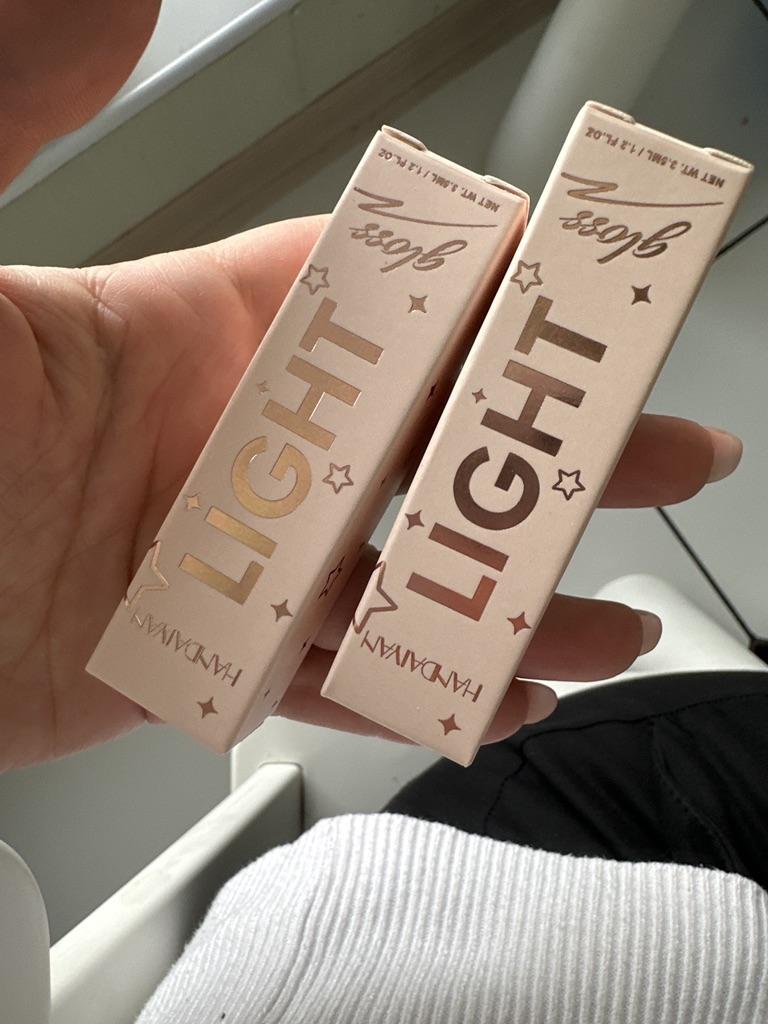 HANDAIYAN
LIGHT
gloss
NET WT. 3.5ML / 1.2 FL.OZ
HANDAIYAN
LIGHT
gloss
NET WT. 3.5ML / 1.2 FL.OZ